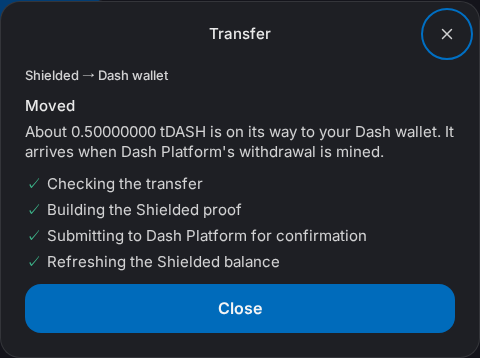 Transfer
Shielded → Dash wallet
Moved
About 0.50000000 tDASH is on its way to your Dash wallet. It
arrives when Dash Platform's withdrawal is mined.
✓ Checking the transfer
✓ Building the Shielded proof
✓ Submitting to Dash Platform for confirmation
✓ Refreshing the Shielded balance
Close